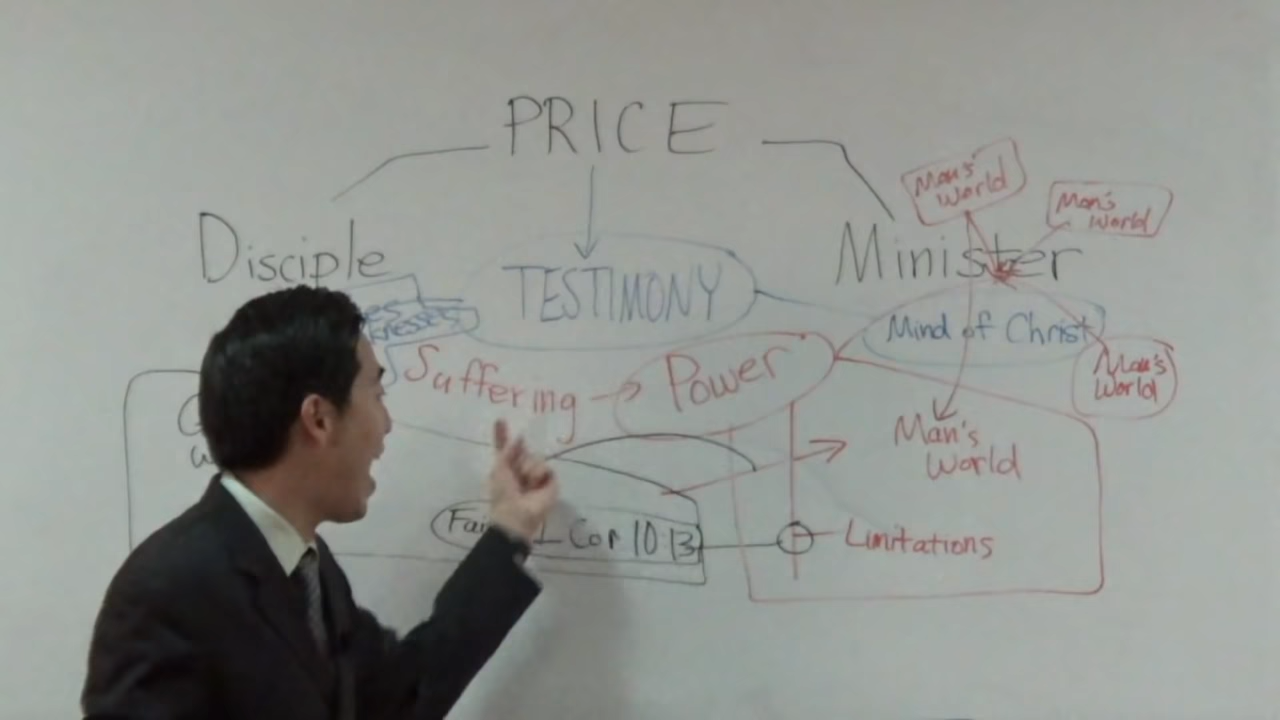 PRICE
Man's
World
Man's
World
Disciple
Minister
TESTIMONY
Mind of Christ
Suffering
Power
Man's
World
Man's
World
1 Cor 10:13
Limitations